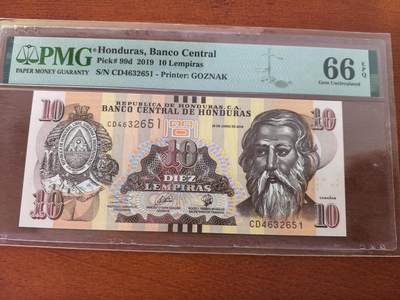 PMG
PAPER MONEY GUARANTY
Honduras, Banco Central
Pick# 99d 2019 10 Lempiras
S/N CD4632651 - Printer: GOZNAK
66 EPQ
Gem Uncirculated
10
REPUBLICA DE HONDURAS, C.A.
BANCO CENTRAL DE HONDURAS
10
CD4632651
10
DIEZ
LEMPIRAS
CABAÑAS
10
CD4632651
10